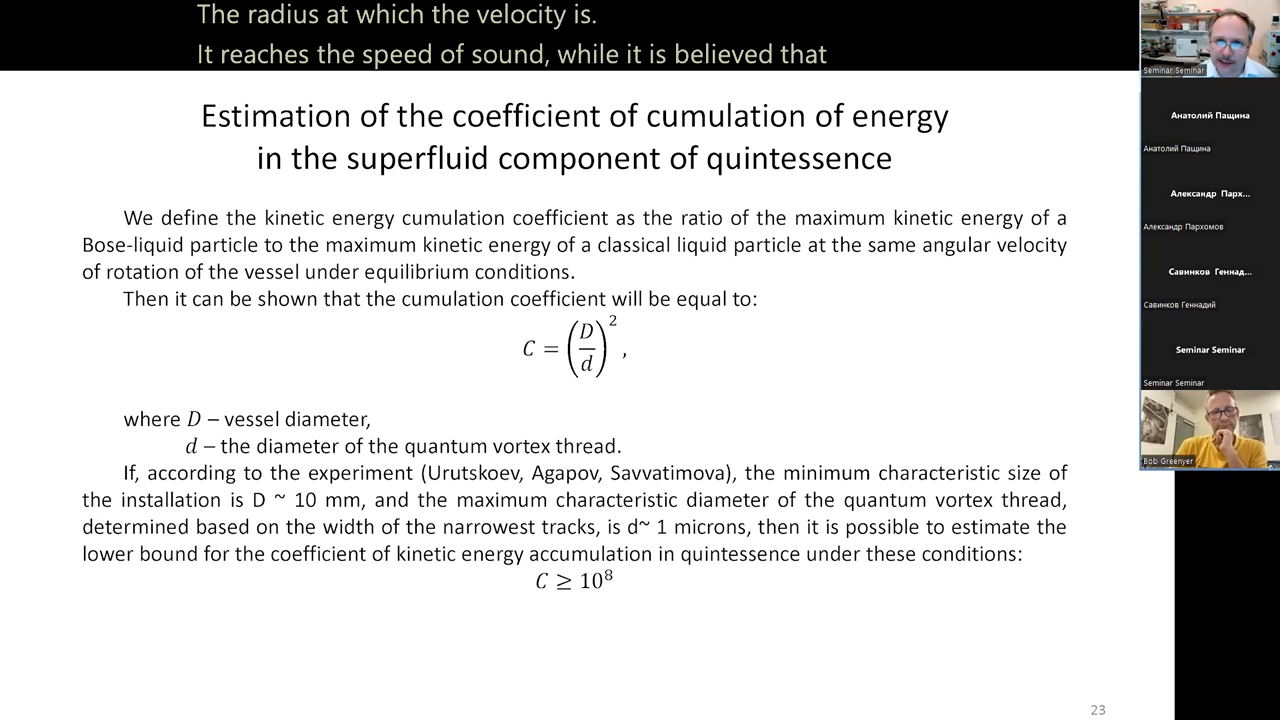 The radius at which the velocity is.
It reaches the speed of sound, while it is believed that
Estimation of the coefficient of cumulation of energy
in the superfluid component of quintessence
We define the kinetic energy cumulation coefficient as the ratio of the maximum kinetic energy of a
Bose-liquid particle to the maximum kinetic energy of a classical liquid particle at the same angular velocity
of rotation of the vessel under equilibrium conditions.
Then it can be shown that the cumulation coefficient will be equal to:
C = (D/d)²,
where D – vessel diameter,
d – the diameter of the quantum vortex thread.
If, according to the experiment (Urutskoev, Agapov, Savvatimova), the minimum characteristic size of
the installation is D ~ 10 mm, and the maximum characteristic diameter of the quantum vortex thread,
determined based on the width of the narrowest tracks, is d~ 1 microns, then it is possible to estimate the
lower bound for the coefficient of kinetic energy accumulation in quintessence under these conditions:
C ≥ 10⁸
23
Seminar Seminar
Анатолий Пащина
Анатолий Пащина
Александр Парх...
Александр Пархомов
Савинков Геннад...
Савинков Геннадий
Seminar Seminar
Seminar Seminar
Bob Greenyer